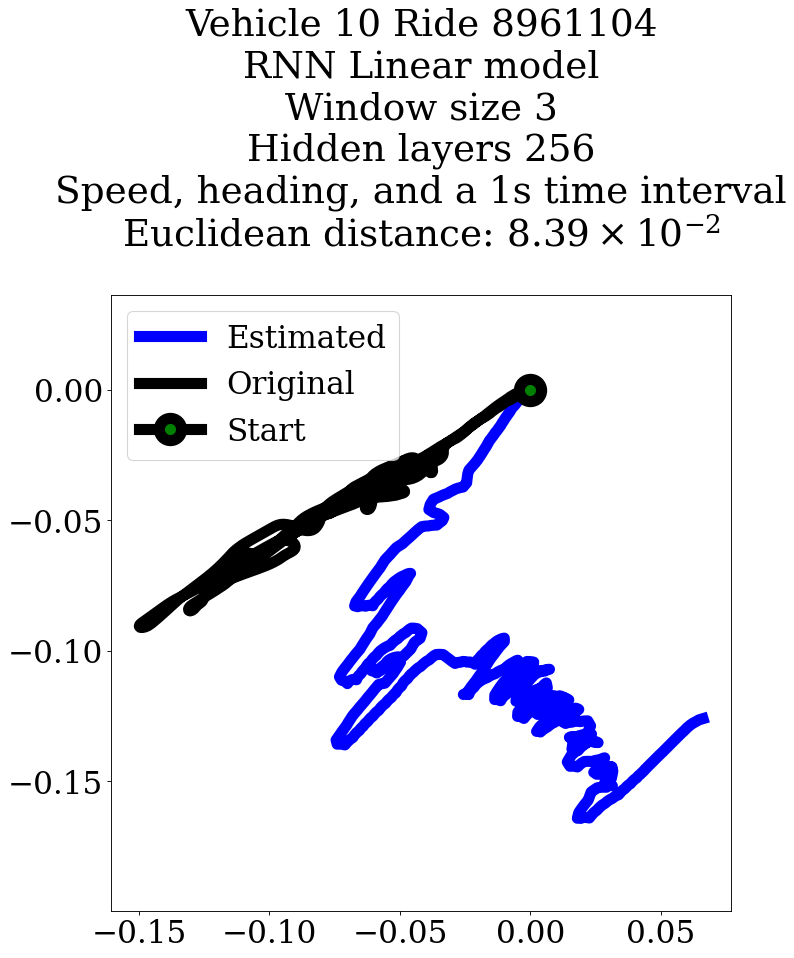 Vehicle 10 Ride 8961104
RNN Linear model
Window size 3
Hidden layers 256
Speed, heading, and a 1s time interval
Euclidean distance: 8.39 × 10⁻²
Estimated
Original
Start
0.00
−0.05
−0.10
−0.15
−0.15 −0.10 −0.05 0.00 0.05